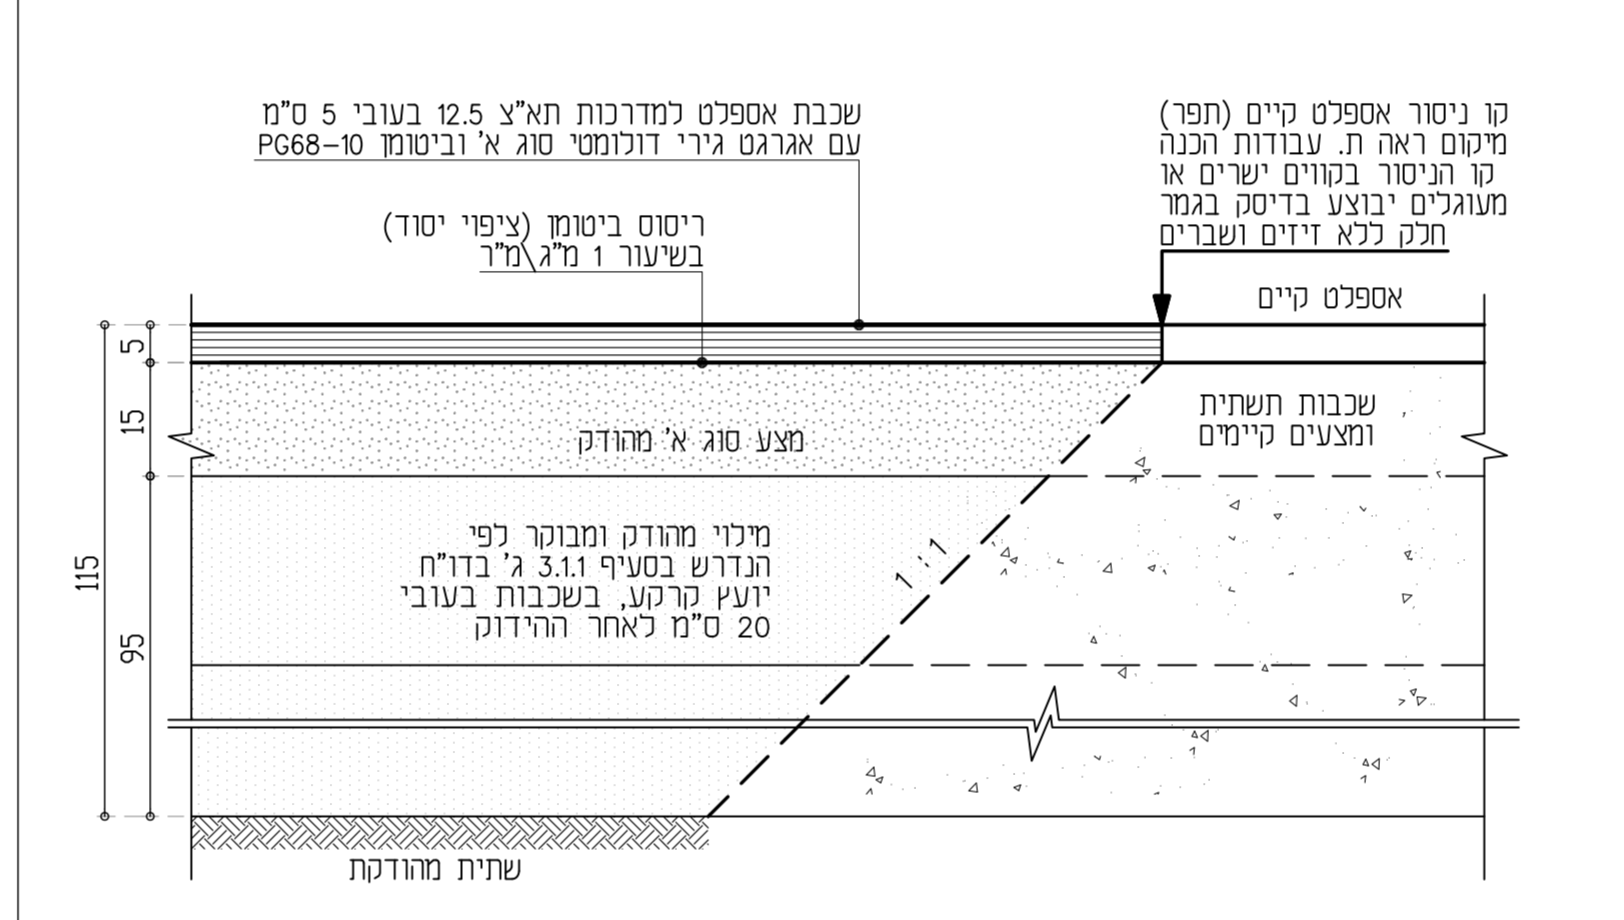 קו ניסור אספלט קיים (תפר)
מיקום ראה ת. עבודות הכנה
קו הניסור בקווים ישרים או
מעוגלים יבוצע בדיסק בגמר
חלק ללא זיזים ושברים
שכבת אספלט למדרכות תא"צ 12.5 בעובי 5 ס"מ
עם אגרגט גירי דולומטי סוג א' וביטומן PG68-10
ריסוס ביטומן (ציפוי יסוד)
בשיעור 1 מ"ג\מ"ר
אספלט קיים
5
15
95
115
שכבות תשתית
ומצעים קיימים
מצע סוג א' מהודק
מילוי מהודק ומבוקר לפי
הנדרש בסעיף 3.1.1 ג' בדו"ח
יועץ קרקע, בשכבות בעובי
20 ס"מ לאחר ההידוק
1 : 1
שתית מהודקת